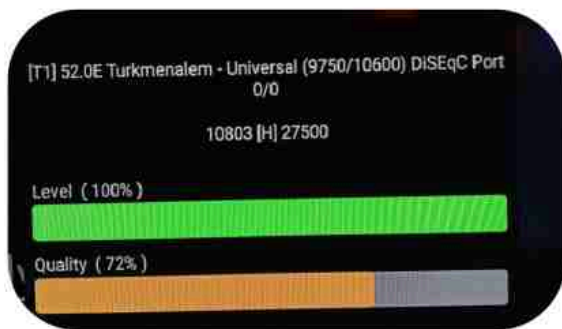 [T1] 52.0E Turkmenalem - Universal (9750/10600) DiSEqC Port
0/0
10803 [H] 27500
Level ( 100% )
Quality ( 72% )